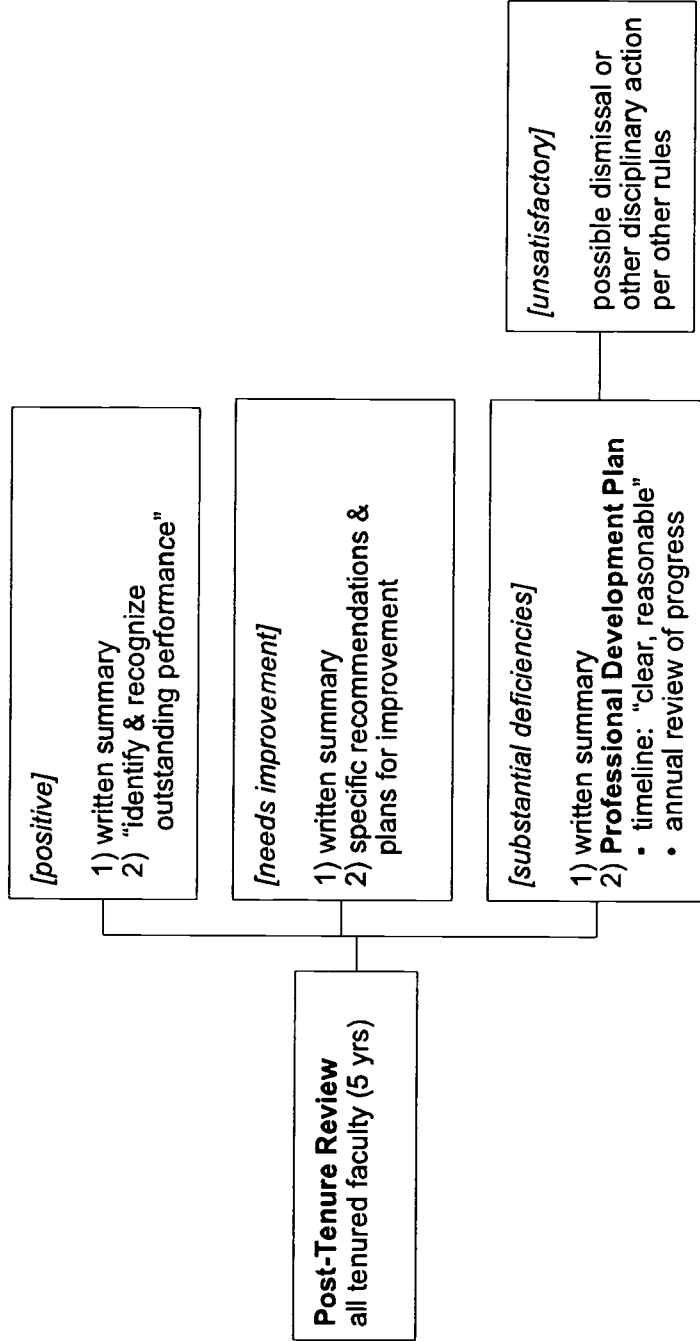 Post-Tenure Review
all tenured faculty (5 yrs)
[positive]
1) written summary
2) “identify & recognize
outstanding performance”
[needs improvement]
1) written summary
2) specific recommendations &
plans for improvement
[substantial deficiencies]
1) written summary
2) Professional Development Plan
• timeline: “clear, reasonable”
• annual review of progress
[unsatisfactory]
possible dismissal or
other disciplinary action
per other rules